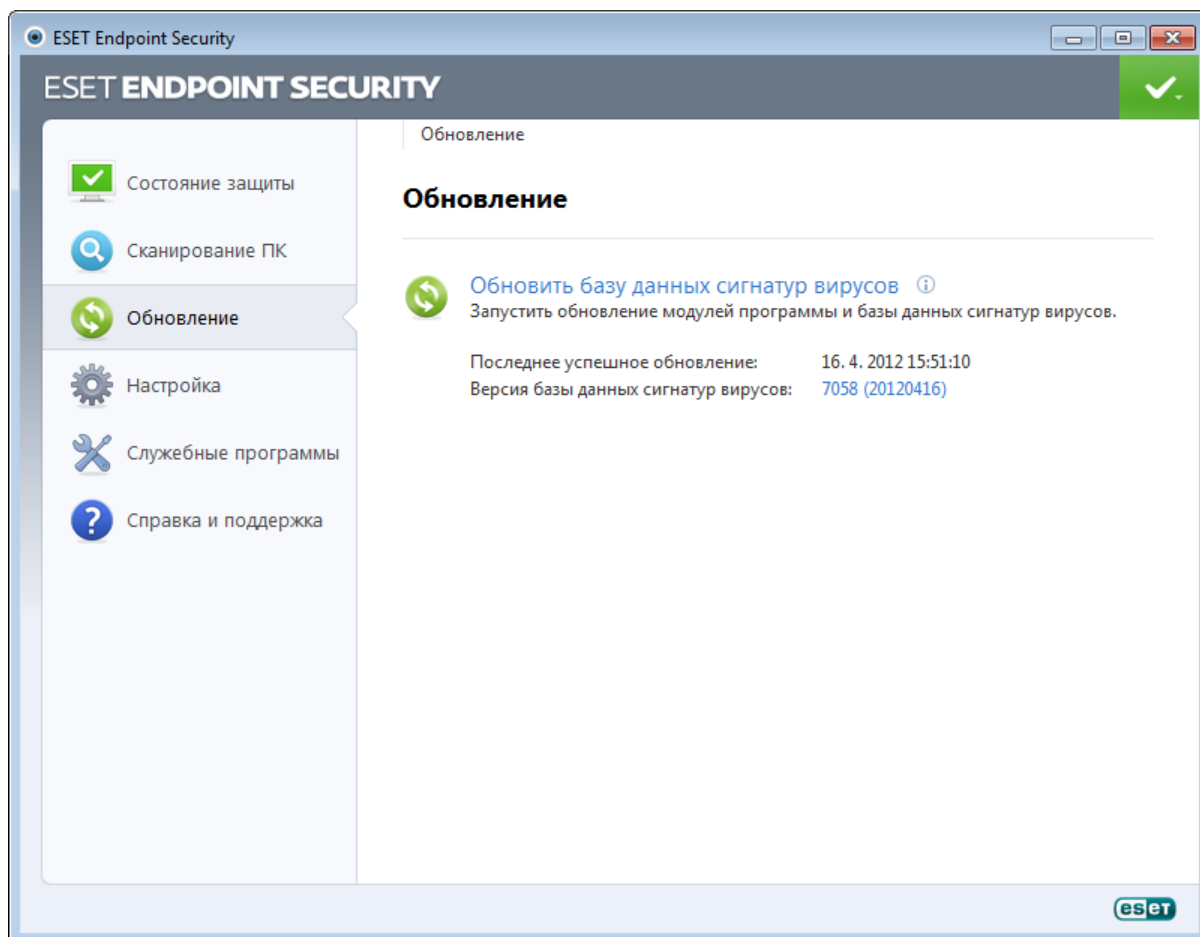 ESET Endpoint Security
ESET ENDPOINT SECURITY
Состояние защиты
Сканирование ПК
Обновление
Настройка
Служебные программы
Справка и поддержка
Обновление
Обновление
Обновить базу данных сигнатур вирусов
Запустить обновление модулей программы и базы данных сигнатур вирусов.
Последнее успешное обновление: 16. 4. 2012 15:51:10
Версия базы данных сигнатур вирусов: 7058 (20120416)
eset